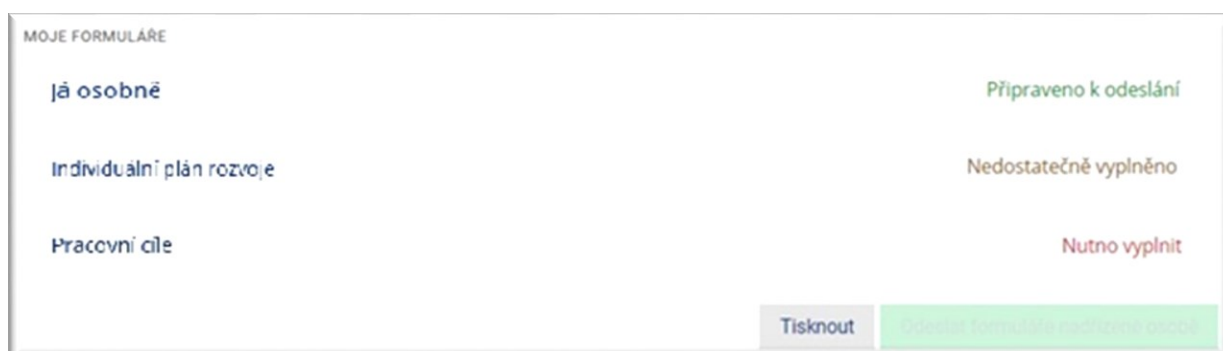 MOJE FORMULÁŘE
Já osobně Připraveno k odeslání
Individuální plán rozvoje Nedostatečně vyplněno
Pracovní cíle Nutno vyplnit
Tisknout Odeslat formuláře nadřízené osobě